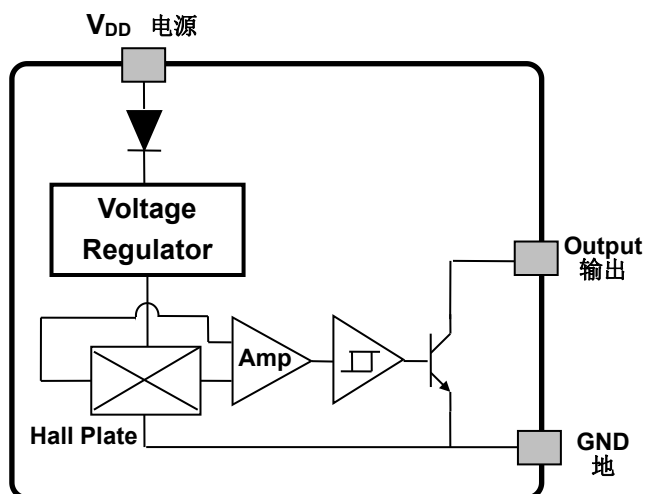 VDD 电源
Voltage
Regulator
Output
输出
Amp
Hall Plate
GND
地